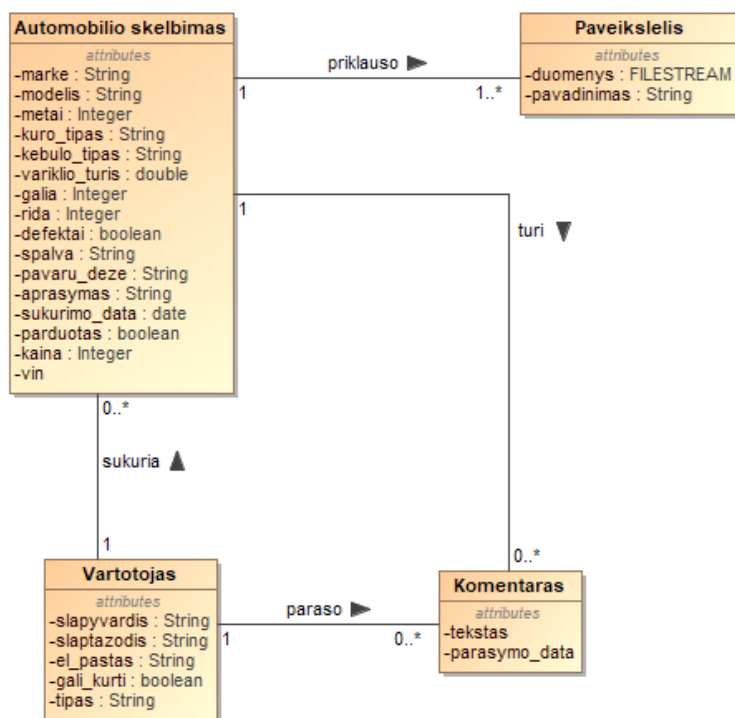 Automobilio skelbimas
attributes
-marke : String
-modelis : String
-metai : Integer
-kuro_tipas : String
-kebulo_tipas : String
-variklio_turis : double
-galia : Integer
-rida : Integer
-defektai : boolean
-spalva : String
-pavaru_deze : String
-aprasymas : String
-sukurimo_data : date
-parduotas : boolean
-kaina : Integer
-vin
priklauso
1
1..*
Paveikslelis
attributes
-duomenys : FILESTREAM
-pavadinimas : String
1
turi
0..*
0..*
sukuria
1
Vartotojas
attributes
-slapyvardis : String
-slaptazodis : String
-el_pastas : String
-gali_kurti : boolean
-tipas : String
paraso
1
0..*
Komentaras
attributes
-tekstas
-parasymo_data